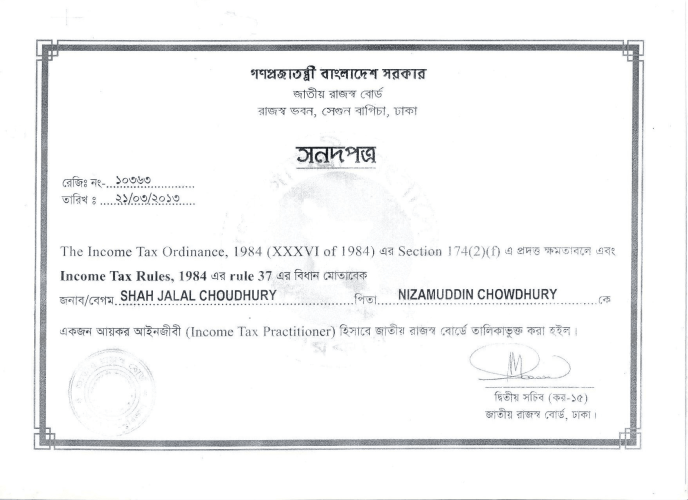 গণপ্রজাতন্ত্রী বাংলাদেশ সরকার
জাতীয় রাজস্ব বোর্ড
রাজস্ব ভবন, সেগুন বাগিচা, ঢাকা
সনদপত্র
রেজিঃ নং-...১০৩৬৩...................
তারিখ ঃ ....২১/০৩/২০১৩..........
The Income Tax Ordinance, 1984 (XXXVI of 1984) এর Section 174(2)(f) এ প্রদত্ত ক্ষমতাবলে এবং
Income Tax Rules, 1984 এর rule 37 এর বিধান মোতাবেক
জনাব/বেগম. SHAH JALAL CHOUDHURY ....................পিতা..... NIZAMUDDIN CHOWDHURY ...........কে
একজন আয়কর আইনজীবী (Income Tax Practitioner) হিসাবে জাতীয় রাজস্ব বোর্ডে তালিকাভুক্ত করা হইল।
দ্বিতীয় সচিব (কর-১৫)
জাতীয় রাজস্ব বোর্ড, ঢাকা।